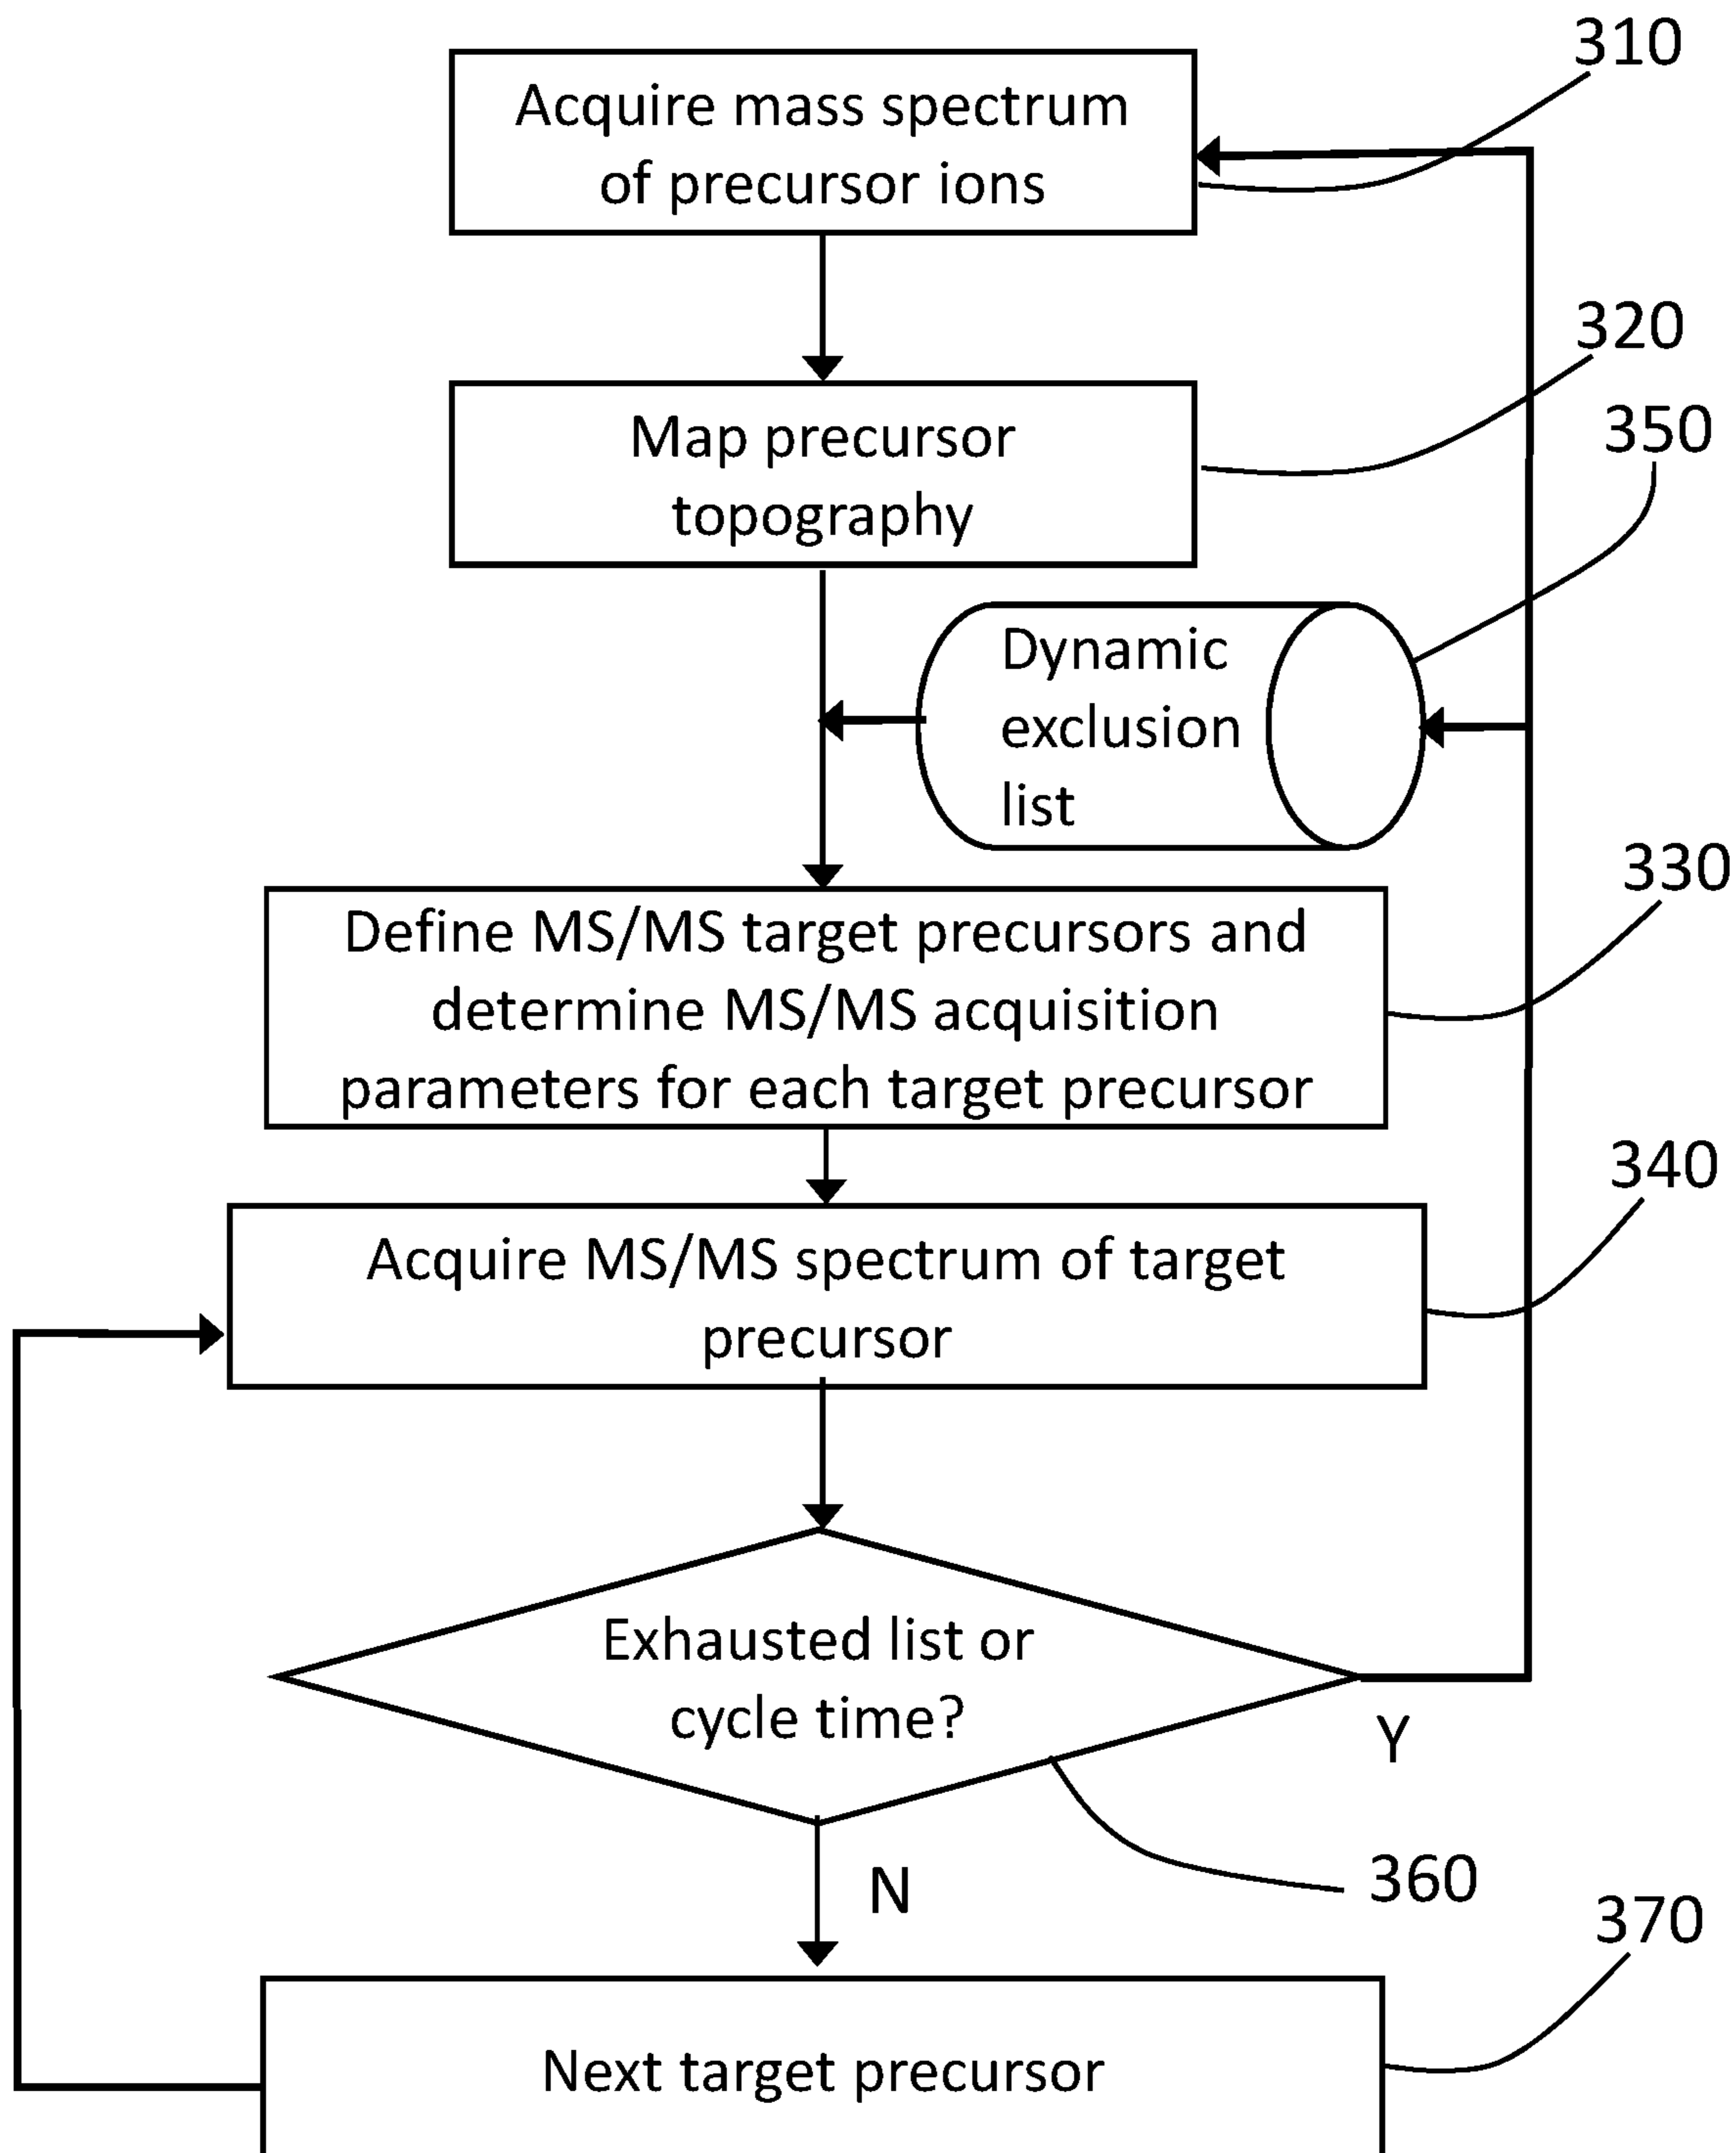 310
Acquire mass spectrum
of precursor ions
320
Map precursor
topography
350
Dynamic
exclusion
list
330
Define MS/MS target precursors and
determine MS/MS acquisition
parameters for each target precursor
340
Acquire MS/MS spectrum of target
precursor
Exhausted list or
cycle time?
Y
N
360
370
Next target precursor